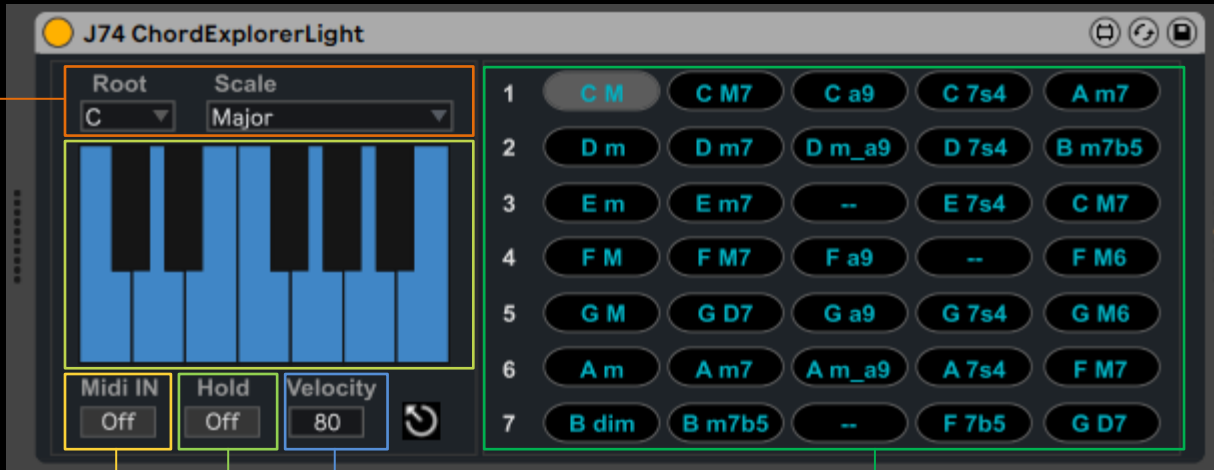 J74 ChordExplorerLight
Root Scale
C Major
Midi IN Hold Velocity
Off Off 80
1 C M C M7 C a9 C 7s4 A m7
2 D m D m7 D m_a9 D 7s4 B m7b5
3 E m E m7 -- E 7s4 C M7
4 F M F M7 F a9 -- F M6
5 G M G D7 G a9 G 7s4 G M6
6 A m A m7 A m_a9 A 7s4 F M7
7 B dim B m7b5 -- F 7b5 G D7